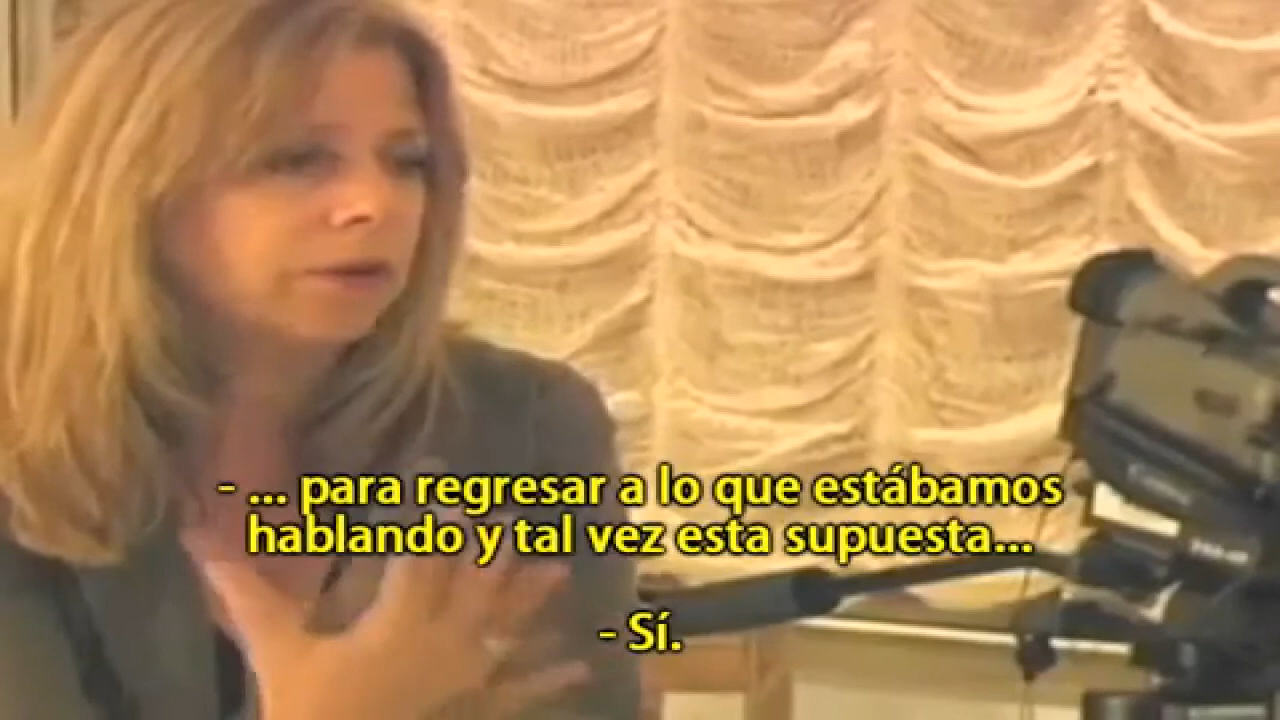 - ... para regresar a lo que estábamos
hablando y tal vez esta supuesta...
- Sí.